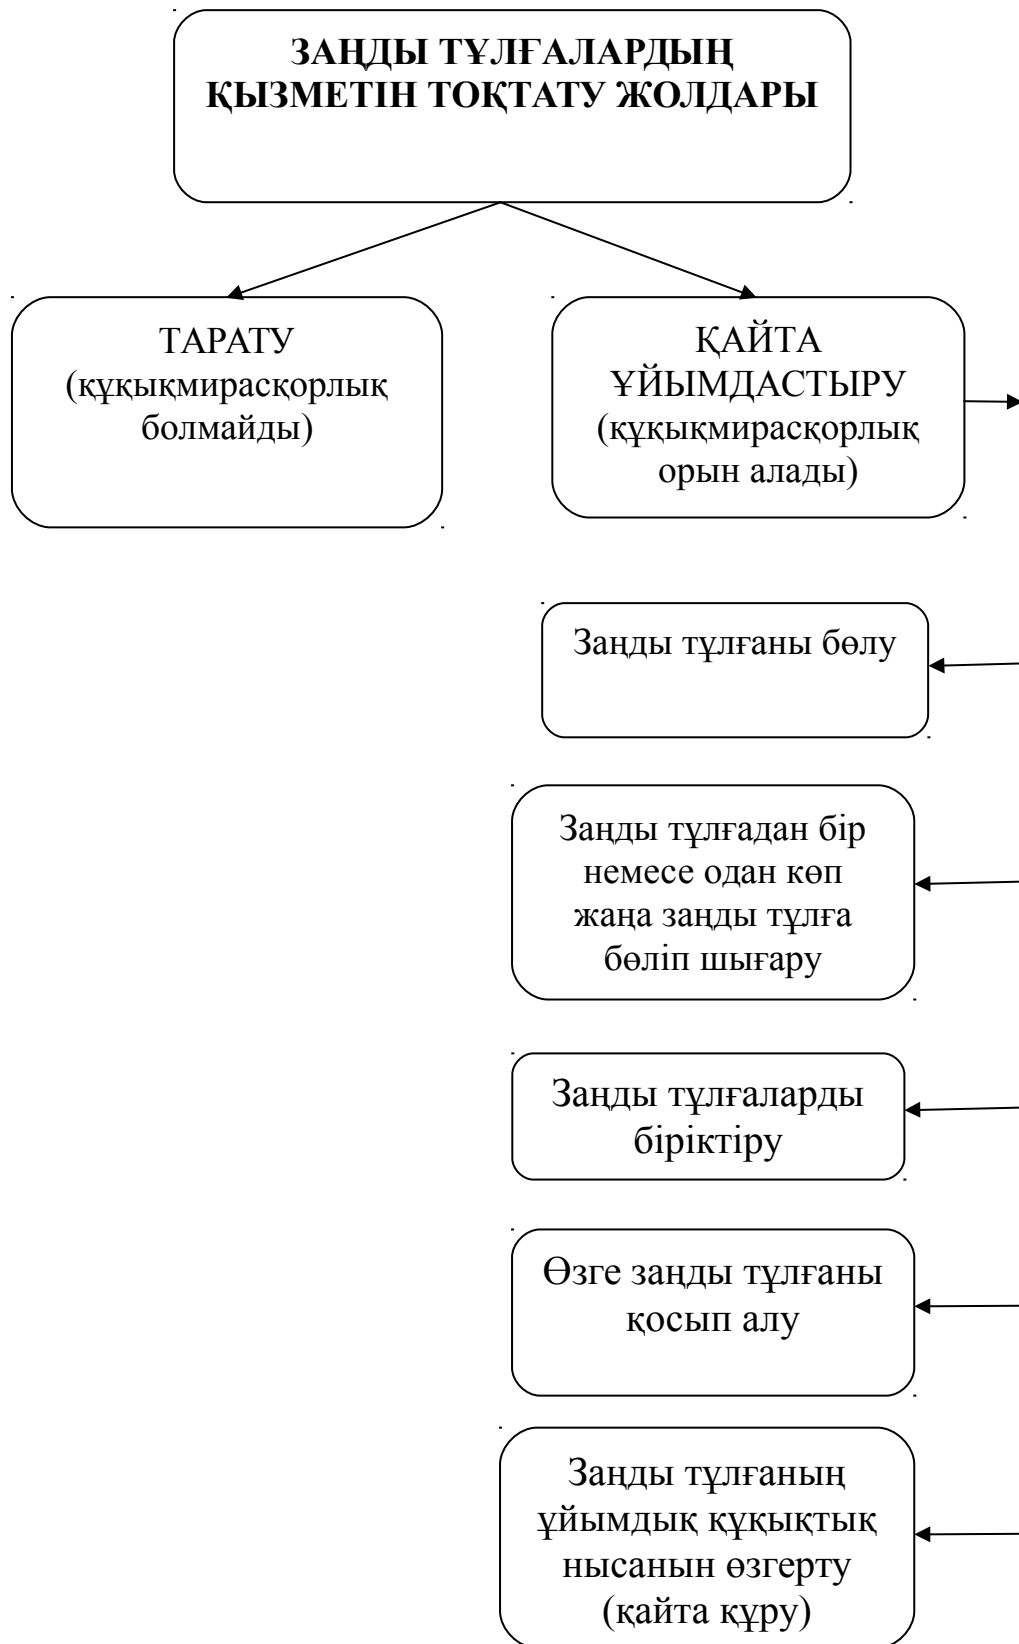 ЗАҢДЫ ТҰЛҒАЛАРДЫҢ
ҚЫЗМЕТІН ТОҚТАТУ ЖОЛДАРЫ
ТАРАТУ
(құқықмирасқорлық
болмайды)
ҚАЙТА
ҰЙЫМДАСТЫРУ
(құқықмирасқорлық
орын алады)
Заңды тұлғаны бөлу
Заңды тұлғадан бір
немесе одан көп
жаңа заңды тұлға
бөліп шығару
Заңды тұлғаларды
біріктіру
Өзге заңды тұлғаны
қосып алу
Заңды тұлғаның
ұйымдық құқықтық
нысанын өзгерту
(қайта құру)